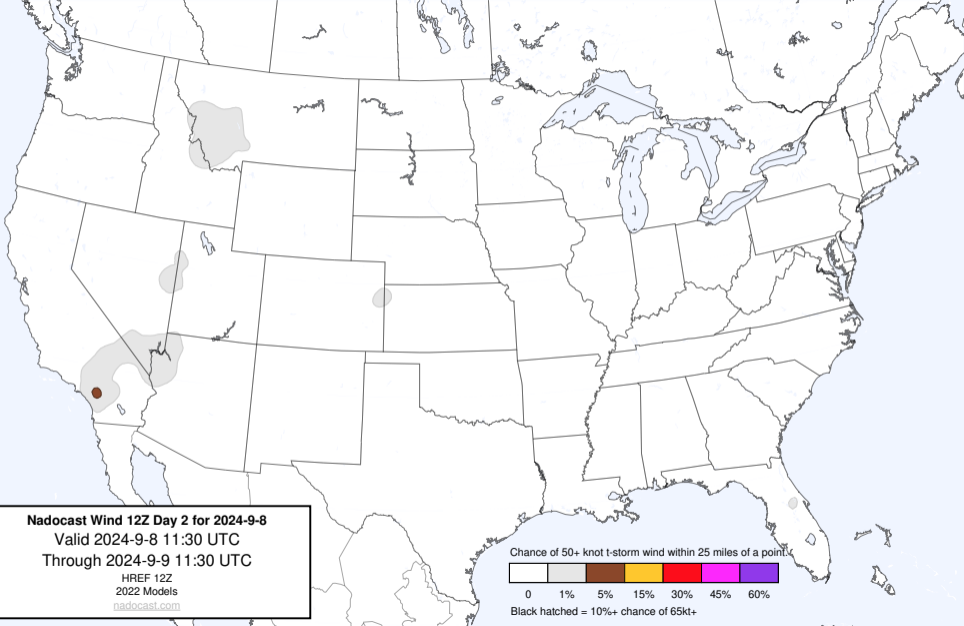 Nadocast Wind 12Z Day 2 for 2024-9-8
Valid 2024-9-8 11:30 UTC
Through 2024-9-9 11:30 UTC
HREF 12Z
2022 Models
nadocast.com
Chance of 50+ knot t-storm wind within 25 miles of a point.
0 1% 5% 15% 30% 45% 60%
Black hatched = 10%+ chance of 65kt+